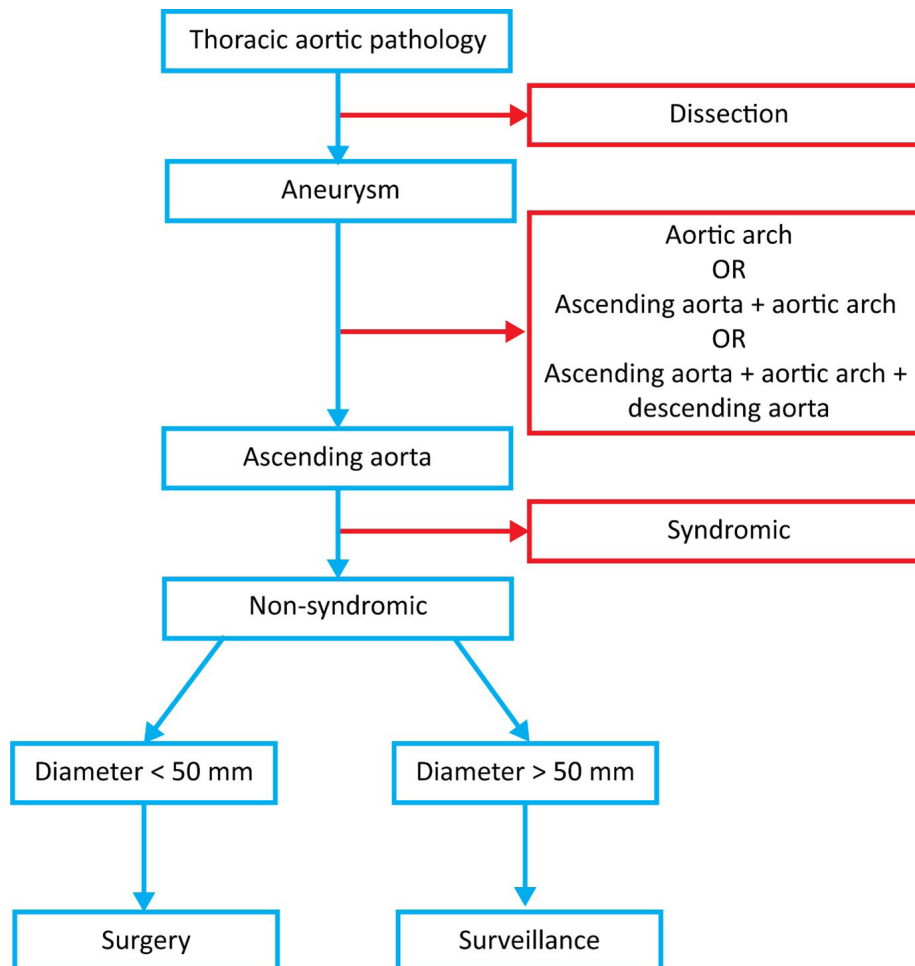 Thoracic aortic pathology
Dissection
Aneurysm
Aortic arch
OR
Ascending aorta + aortic arch
OR
Ascending aorta + aortic arch +
descending aorta
Ascending aorta
Syndromic
Non-syndromic
Diameter < 50 mm
Diameter > 50 mm
Surgery
Surveillance